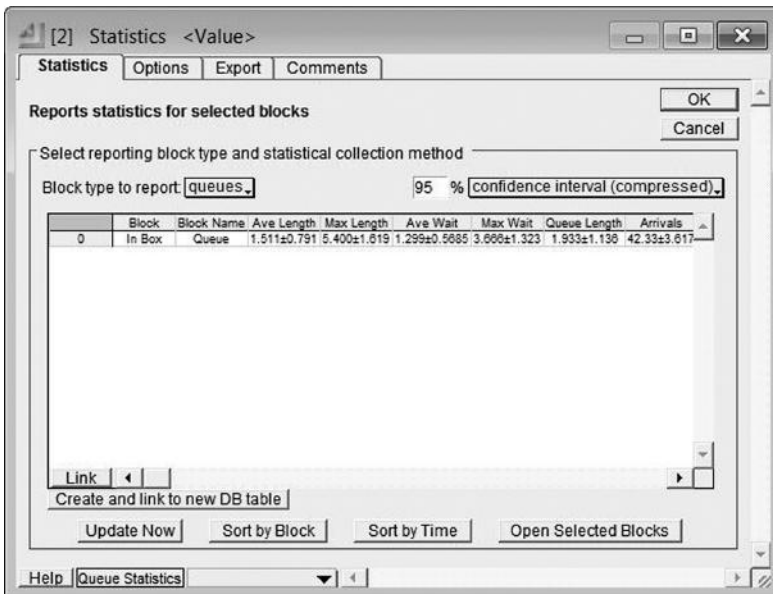 [2] Statistics <Value>
Statistics Options Export Comments
OK
Reports statistics for selected blocks
Cancel
Select reporting block type and statistical collection method
Block type to report: queues 95 % confidence interval (compressed)
Block Block Name Ave Length Max Length Ave Wait Max Wait Queue Length Arrivals
0 In Box Queue 1.511±0.791 5.400±1.619 1.299±0.5685 3.666±1.323 1.933±1.136 42.33±3.617
Link
Create and link to new DB table
Update Now Sort by Block Sort by Time Open Selected Blocks
Help Queue Statistics